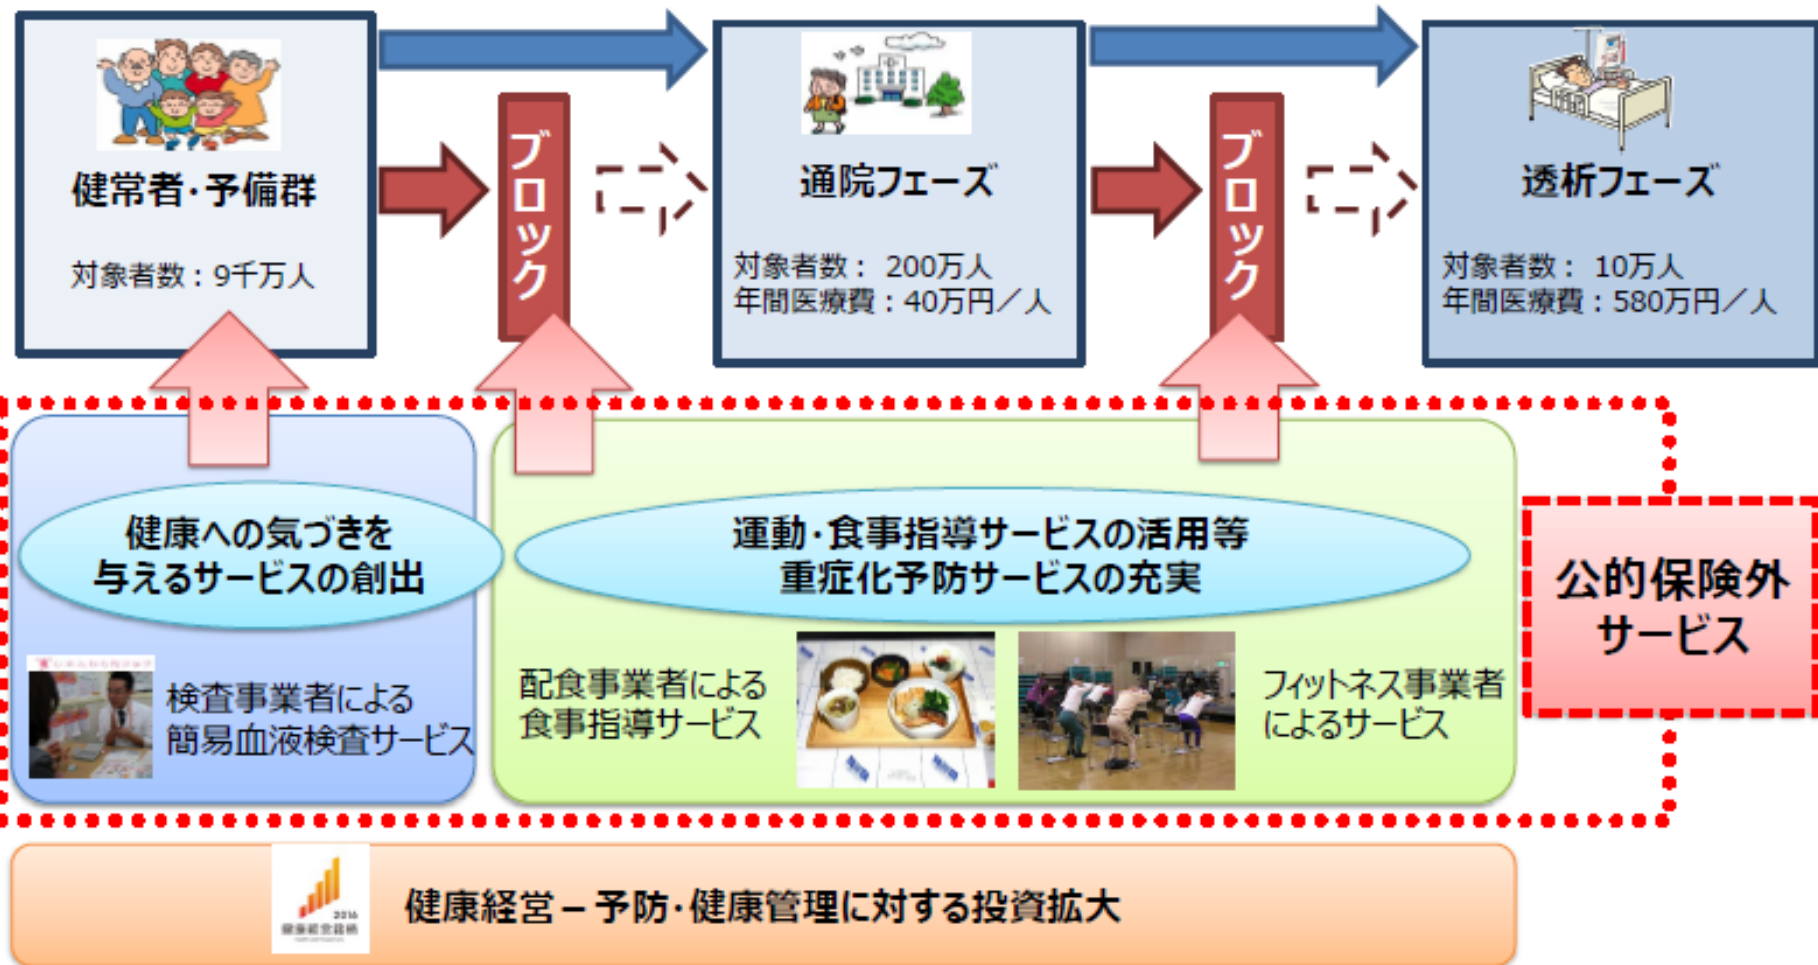 健常者・予備群
対象者数：9千万人
ブロック
通院フェーズ
対象者数： 200万人
年間医療費：40万円／人
ブロック
透析フェーズ
対象者数： 10万人
年間医療費：580万円／人
健康への気づきを
与えるサービスの創出
検査事業者による
簡易血液検査サービス
運動・食事指導サービスの活用等
重症化予防サービスの充実
配食事業者による
食事指導サービス
フィットネス事業者
によるサービス
公的保険外
サービス
2016
健康経営銘柄
健康経営－予防・健康管理に対する投資拡大